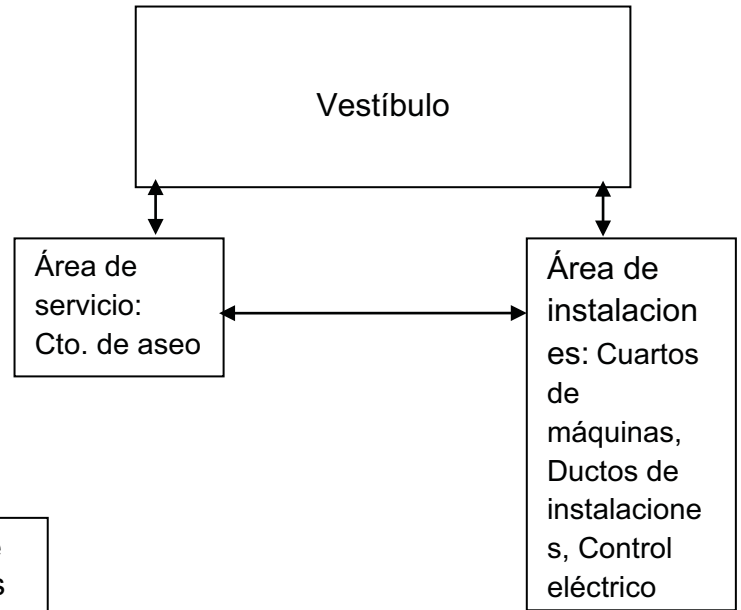 Vestíbulo
Área de
servicio:
Cto. de aseo
Área de
instalacion
es: Cuartos
de
máquinas,
Ductos de
instalacione
s, Control
eléctrico